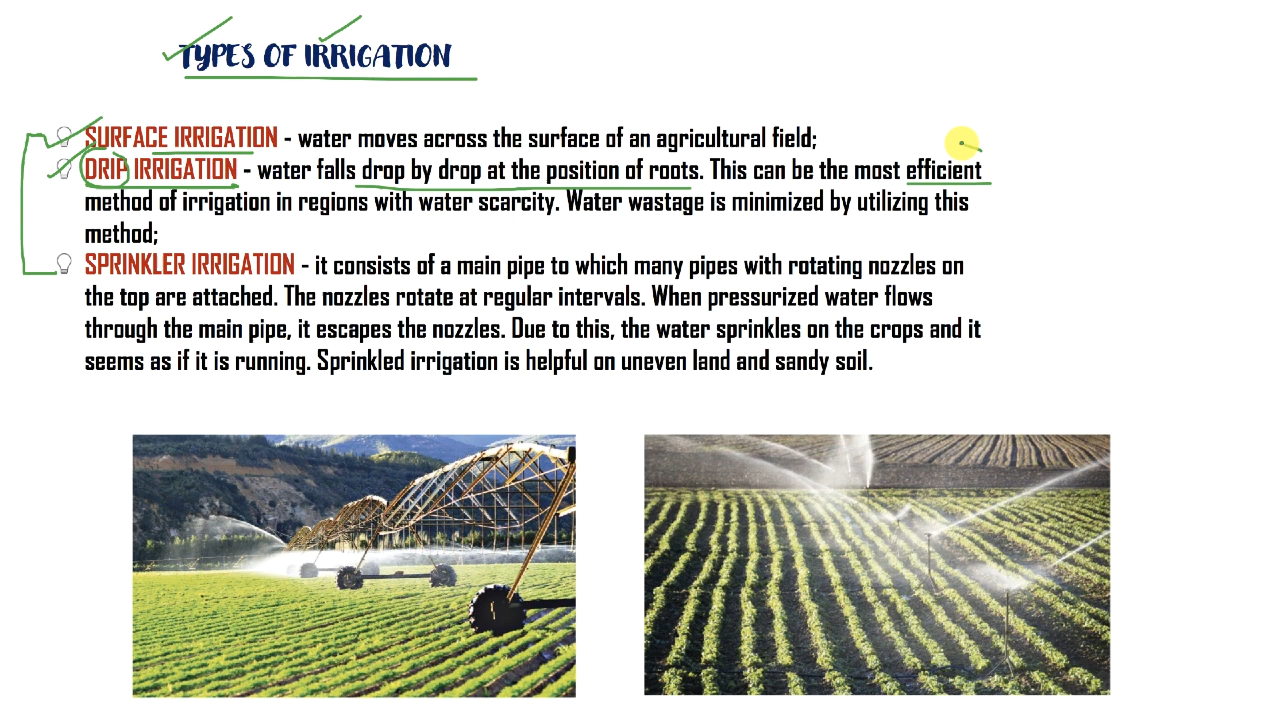 TYPES OF IRRIGATION
SURFACE IRRIGATION - water moves across the surface of an agricultural field;
DRIP IRRIGATION - water falls drop by drop at the position of roots. This can be the most efficient
method of irrigation in regions with water scarcity. Water wastage is minimized by utilizing this
method;
SPRINKLER IRRIGATION - it consists of a main pipe to which many pipes with rotating nozzles on
the top are attached. The nozzles rotate at regular intervals. When pressurized water flows
through the main pipe, it escapes the nozzles. Due to this, the water sprinkles on the crops and it
seems as if it is running. Sprinkled irrigation is helpful on uneven land and sandy soil.